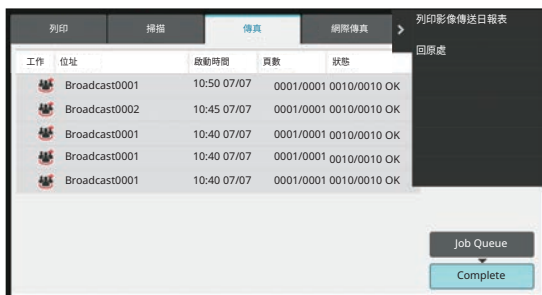 列印 掃描 傳真 網際傳真
列印影像傳送日報表
回原處
工作 位址 啟動時間 頁數 狀態
Broadcast0001 10:50 07/07 0001/0001 0010/0010 OK
Broadcast0002 10:45 07/07 0001/0001 0010/0010 OK
Broadcast0001 10:40 07/07 0001/0001 0010/0010 OK
Broadcast0001 10:40 07/07 0001/0001 0010/0010 OK
Broadcast0001 10:40 07/07 0001/0001 0010/0010 OK
Job Queue
Complete